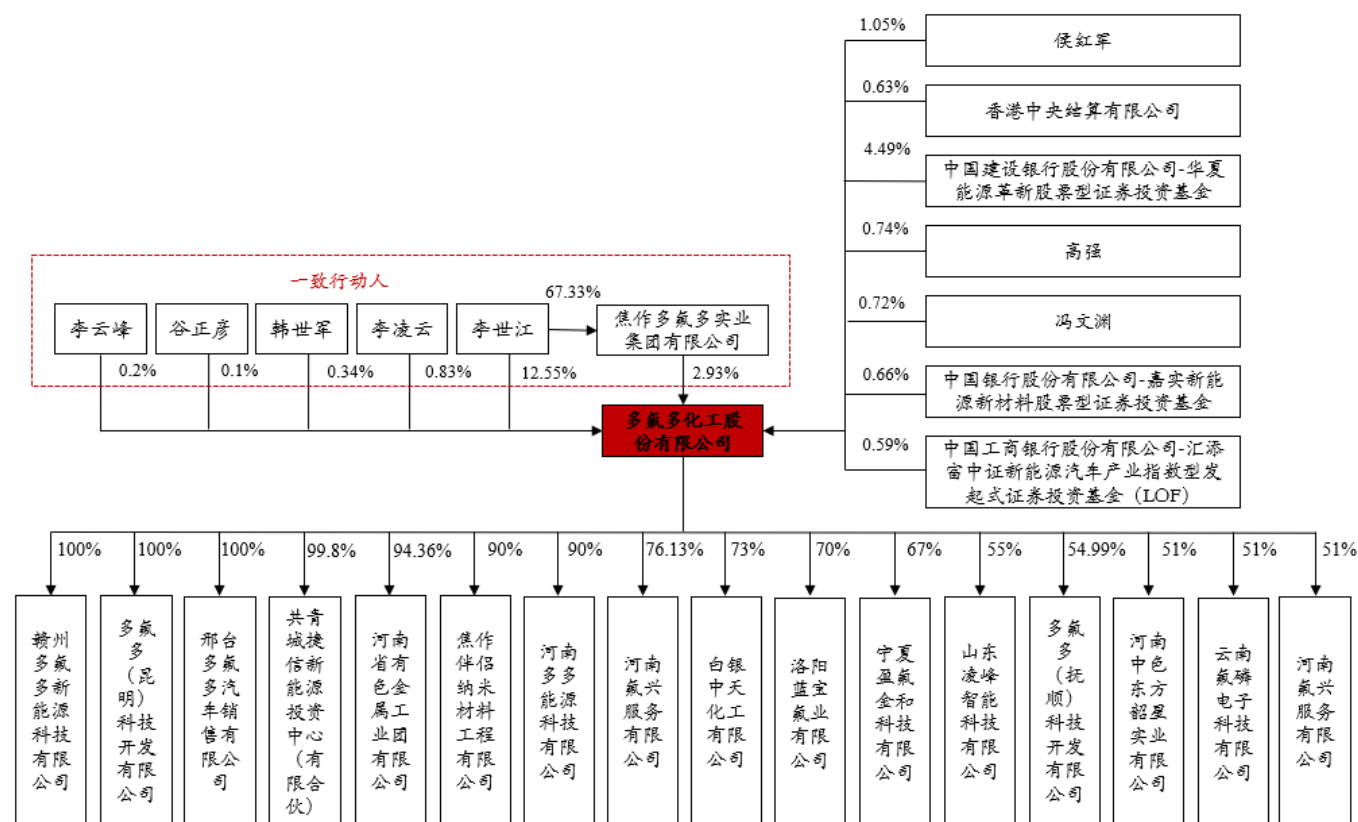 1.05%
侯红军
0.63%
香港中央结算有限公司
4.49%
中国建设银行股份有限公司-华夏
能源革新股票型证券投资基金
0.74%
高强
0.72%
冯文渊
0.66%
中国银行股份有限公司-嘉实新能
源新材料股票型证券投资基金
0.59%
中国工商银行股份有限公司-汇添
富中证新能源汽车产业指数型发
起式证券投资基金（LOF）
一致行动人
67.33%
李云峰
谷正彦
韩世军
李凌云
李世江
焦作多氟多实业
集团有限公司
0.2%
0.1%
0.34%
0.83%
12.55%
2.93%
多氟多化工股
份有限公司
100%
100%
100%
99.8%
94.36%
90%
90%
76.13%
73%
70%
67%
55%
54.99%
51%
51%
51%
赣州
多氟
多新
能源
科技
有限
公司
多氟
多
（昆
明）
科技
开发
有限
公司
邢台
多氟
多汽
车销
售有
限公
司
共青
城捷
信新
能源
投资
中心
（有
限合
伙）
河南
省有
色金
属工
业团
有限
公司
焦作
伴侣
纳米
材料
工程
有限
公司
河南
多多
能源
科技
有限
公司
河南
氟兴
服务
有限
公司
白银
中天
化工
有限
公司
洛阳
蓝宝
氟业
有限
公司
宁夏
盈氟
金和
科技
有限
公司
山东
凌峰
智能
科技
有限
公司
多氟
多
（抚
顺）
科技
开发
有限
公司
河南
中色
东方
韶星
实业
有限
公司
云南
氟磷
电子
科技
有限
公司
河南
氟兴
服务
有限
公司